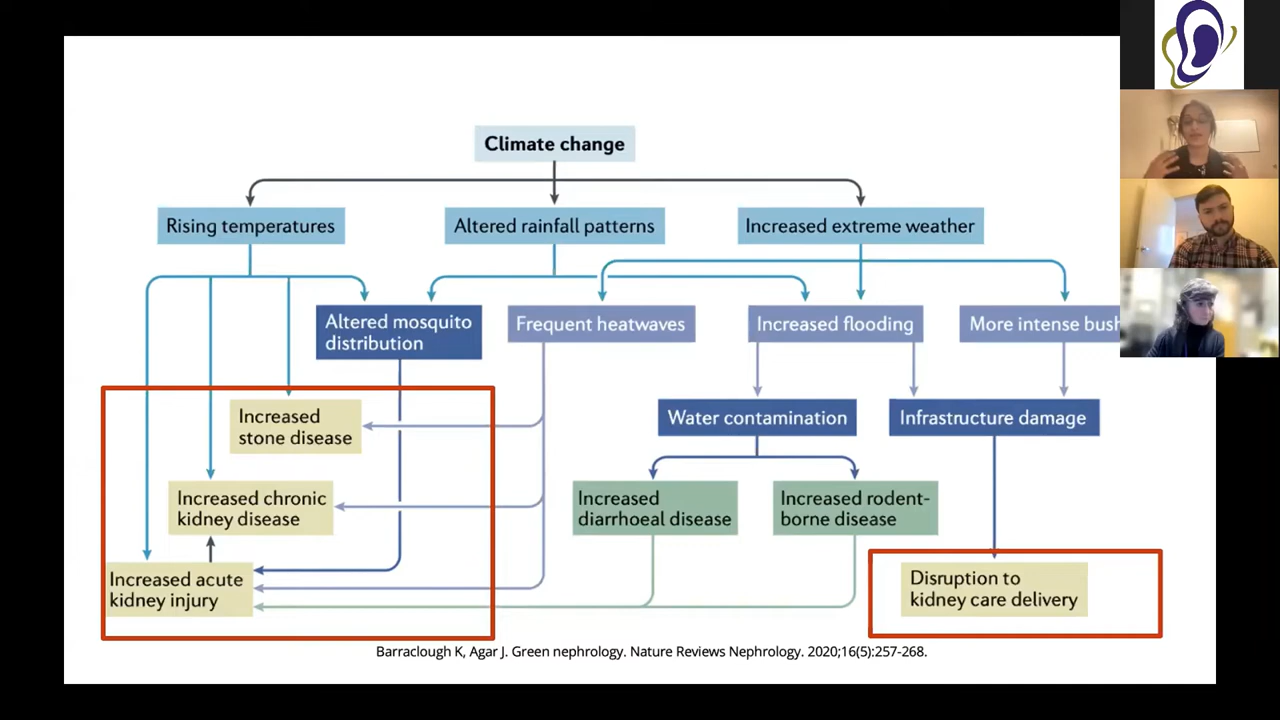 Climate change
Rising temperatures
Altered rainfall patterns
Increased extreme weather
Altered mosquito
distribution
Frequent heatwaves
Increased flooding
More intense
Increased
stone disease
Water contamination
Infrastructure damage
Increased chronic
kidney disease
Increased
diarrhoeal disease
Increased rodent-
borne disease
Increased acute
kidney injury
Disruption to
kidney care delivery
Barraclough K, Agar J. Green nephrology. Nature Reviews Nephrology. 2020;16(5):257-268.